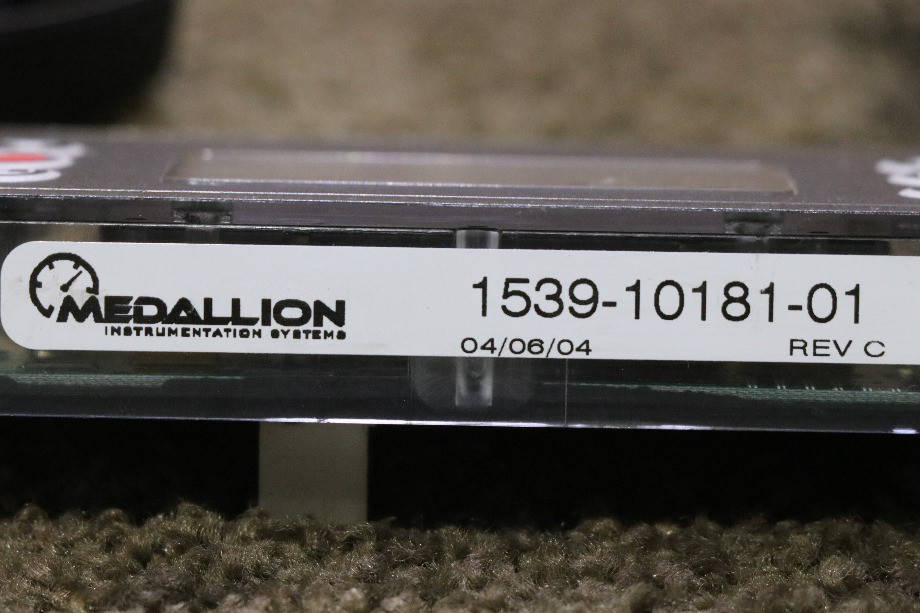 MEDALLION
INSTRUMENTATION SYSTEMS
1539-10181-01
04/06/04 REV C